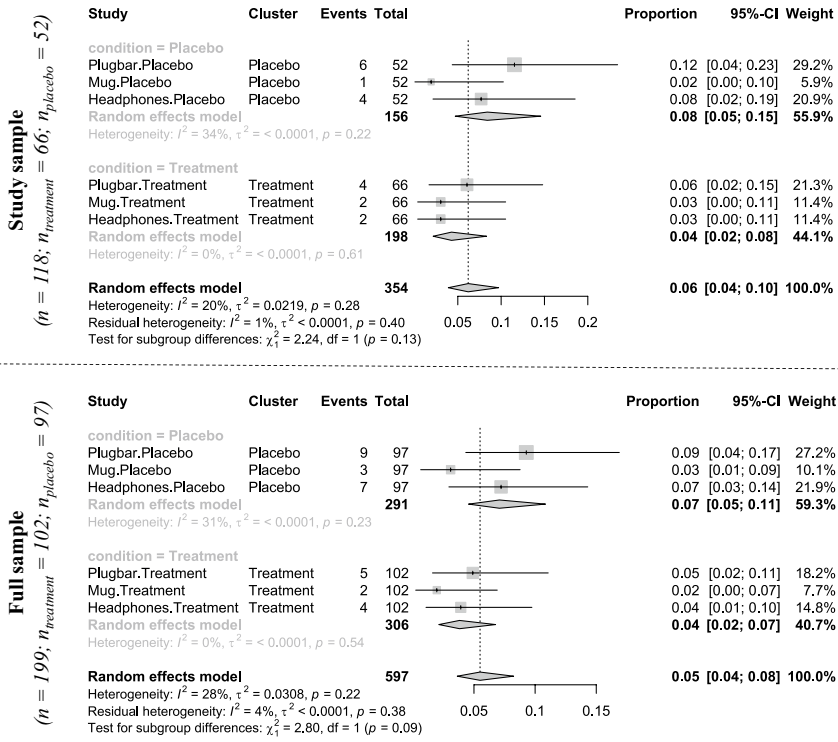 Study sample
(n = 118; n_treatment = 66; n_placebo = 52)
Study Cluster Events Total Proportion 95%-CI Weight
condition = Placebo
Plugbar.Placebo Placebo 6 52 0.12 [0.04; 0.23] 29.2%
Mug.Placebo Placebo 1 52 0.02 [0.00; 0.10] 5.9%
Headphones.Placebo Placebo 4 52 0.08 [0.02; 0.19] 20.9%
Random effects model 156 0.08 [0.05; 0.15] 55.9%
Heterogeneity: I² = 34%, τ² = < 0.0001, p = 0.22
condition = Treatment
Plugbar.Treatment Treatment 4 66 0.06 [0.02; 0.15] 21.3%
Mug.Treatment Treatment 2 66 0.03 [0.00; 0.11] 11.4%
Headphones.Treatment Treatment 2 66 0.03 [0.00; 0.11] 11.4%
Random effects model 198 0.04 [0.02; 0.08] 44.1%
Heterogeneity: I² = 0%, τ² = < 0.0001, p = 0.61
Random effects model 354 0.06 [0.04; 0.10] 100.0%
Heterogeneity: I² = 20%, τ² = 0.0219, p = 0.28
Residual heterogeneity: I² = 1%, τ² < 0.0001, p = 0.40
Test for subgroup differences: χ²₁ = 2.24, df = 1 (p = 0.13)
0.05 0.1 0.15 0.2
Full sample
(n = 199; n_treatment = 102; n_placebo = 97)
Study Cluster Events Total Proportion 95%-CI Weight
condition = Placebo
Plugbar.Placebo Placebo 9 97 0.09 [0.04; 0.17] 27.2%
Mug.Placebo Placebo 3 97 0.03 [0.01; 0.09] 10.1%
Headphones.Placebo Placebo 7 97 0.07 [0.03; 0.14] 21.9%
Random effects model 291 0.07 [0.05; 0.11] 59.3%
Heterogeneity: I² = 31%, τ² = < 0.0001, p = 0.23
condition = Treatment
Plugbar.Treatment Treatment 5 102 0.05 [0.02; 0.11] 18.2%
Mug.Treatment Treatment 2 102 0.02 [0.00; 0.07] 7.7%
Headphones.Treatment Treatment 4 102 0.04 [0.01; 0.10] 14.8%
Random effects model 306 0.04 [0.02; 0.07] 40.7%
Heterogeneity: I² = 0%, τ² = < 0.0001, p = 0.54
Random effects model 597 0.05 [0.04; 0.08] 100.0%
Heterogeneity: I² = 28%, τ² = 0.0308, p = 0.22
Residual heterogeneity: I² = 4%, τ² < 0.0001, p = 0.38
Test for subgroup differences: χ²₁ = 2.80, df = 1 (p = 0.09)
0.05 0.1 0.15